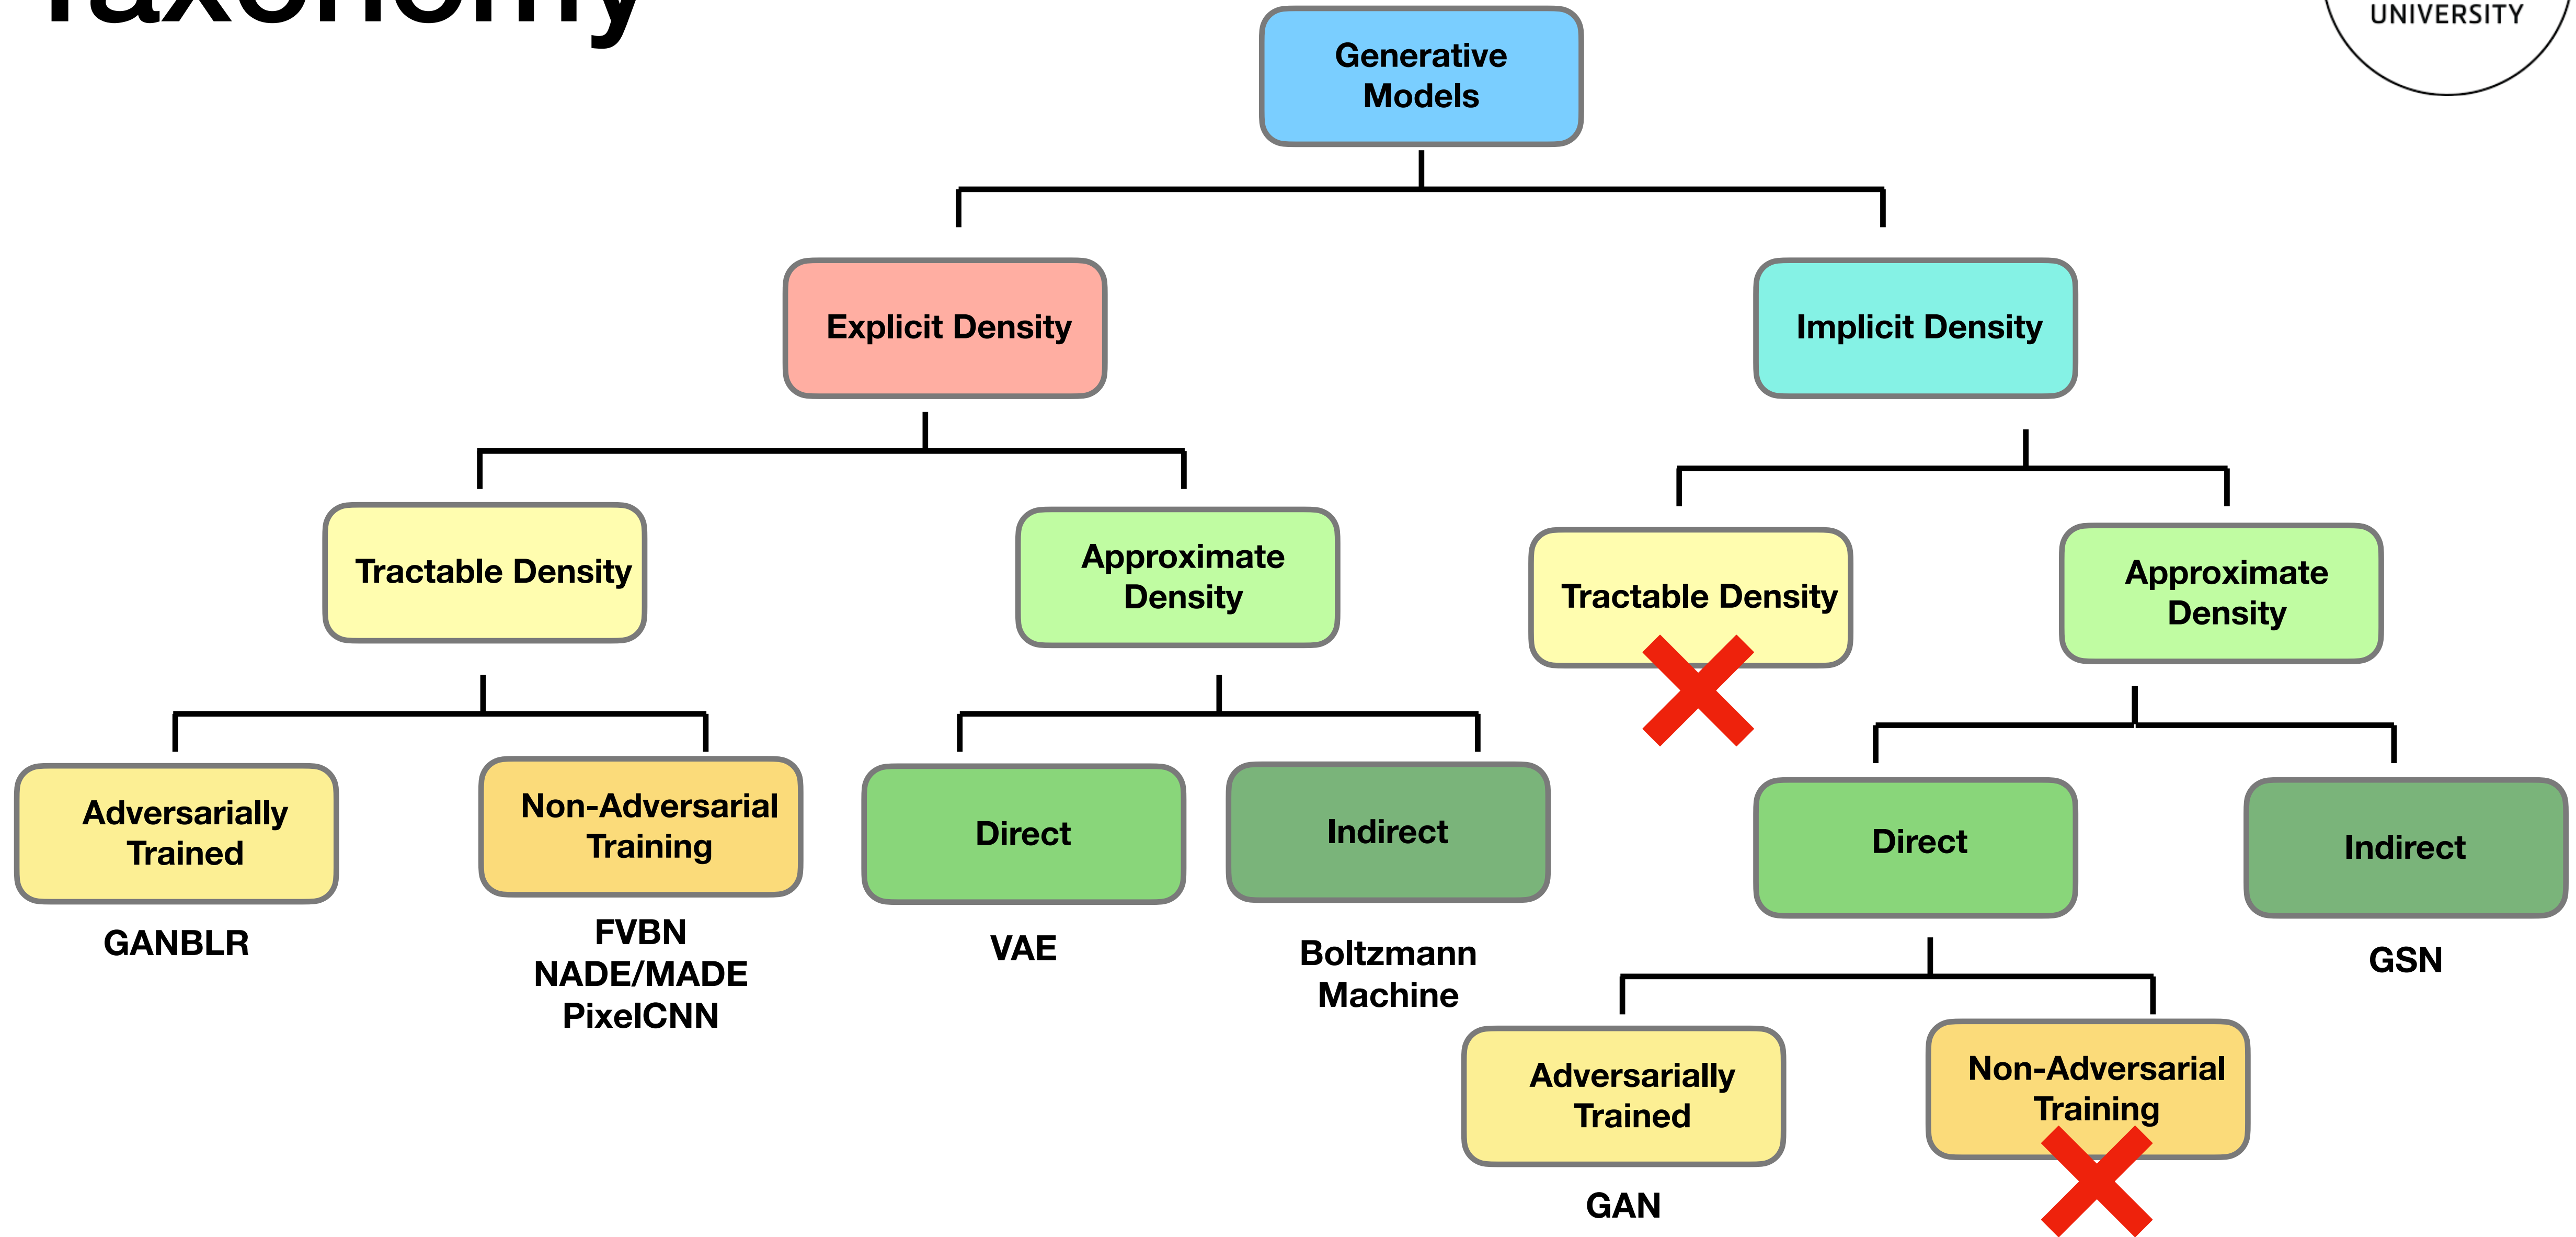 Taxonomy
UNIVERSITY
Generative
Models
Explicit Density
Implicit Density
Tractable Density
Approximate
Density
Tractable Density
Approximate
Density
Adversarially
Trained
Non-Adversarial
Training
Direct
Indirect
Direct
Indirect
GANBLR
FVBN
NADE/MADE
PixelCNN
VAE
Boltzmann
Machine
GSN
Adversarially
Trained
Non-Adversarial
Training
GAN